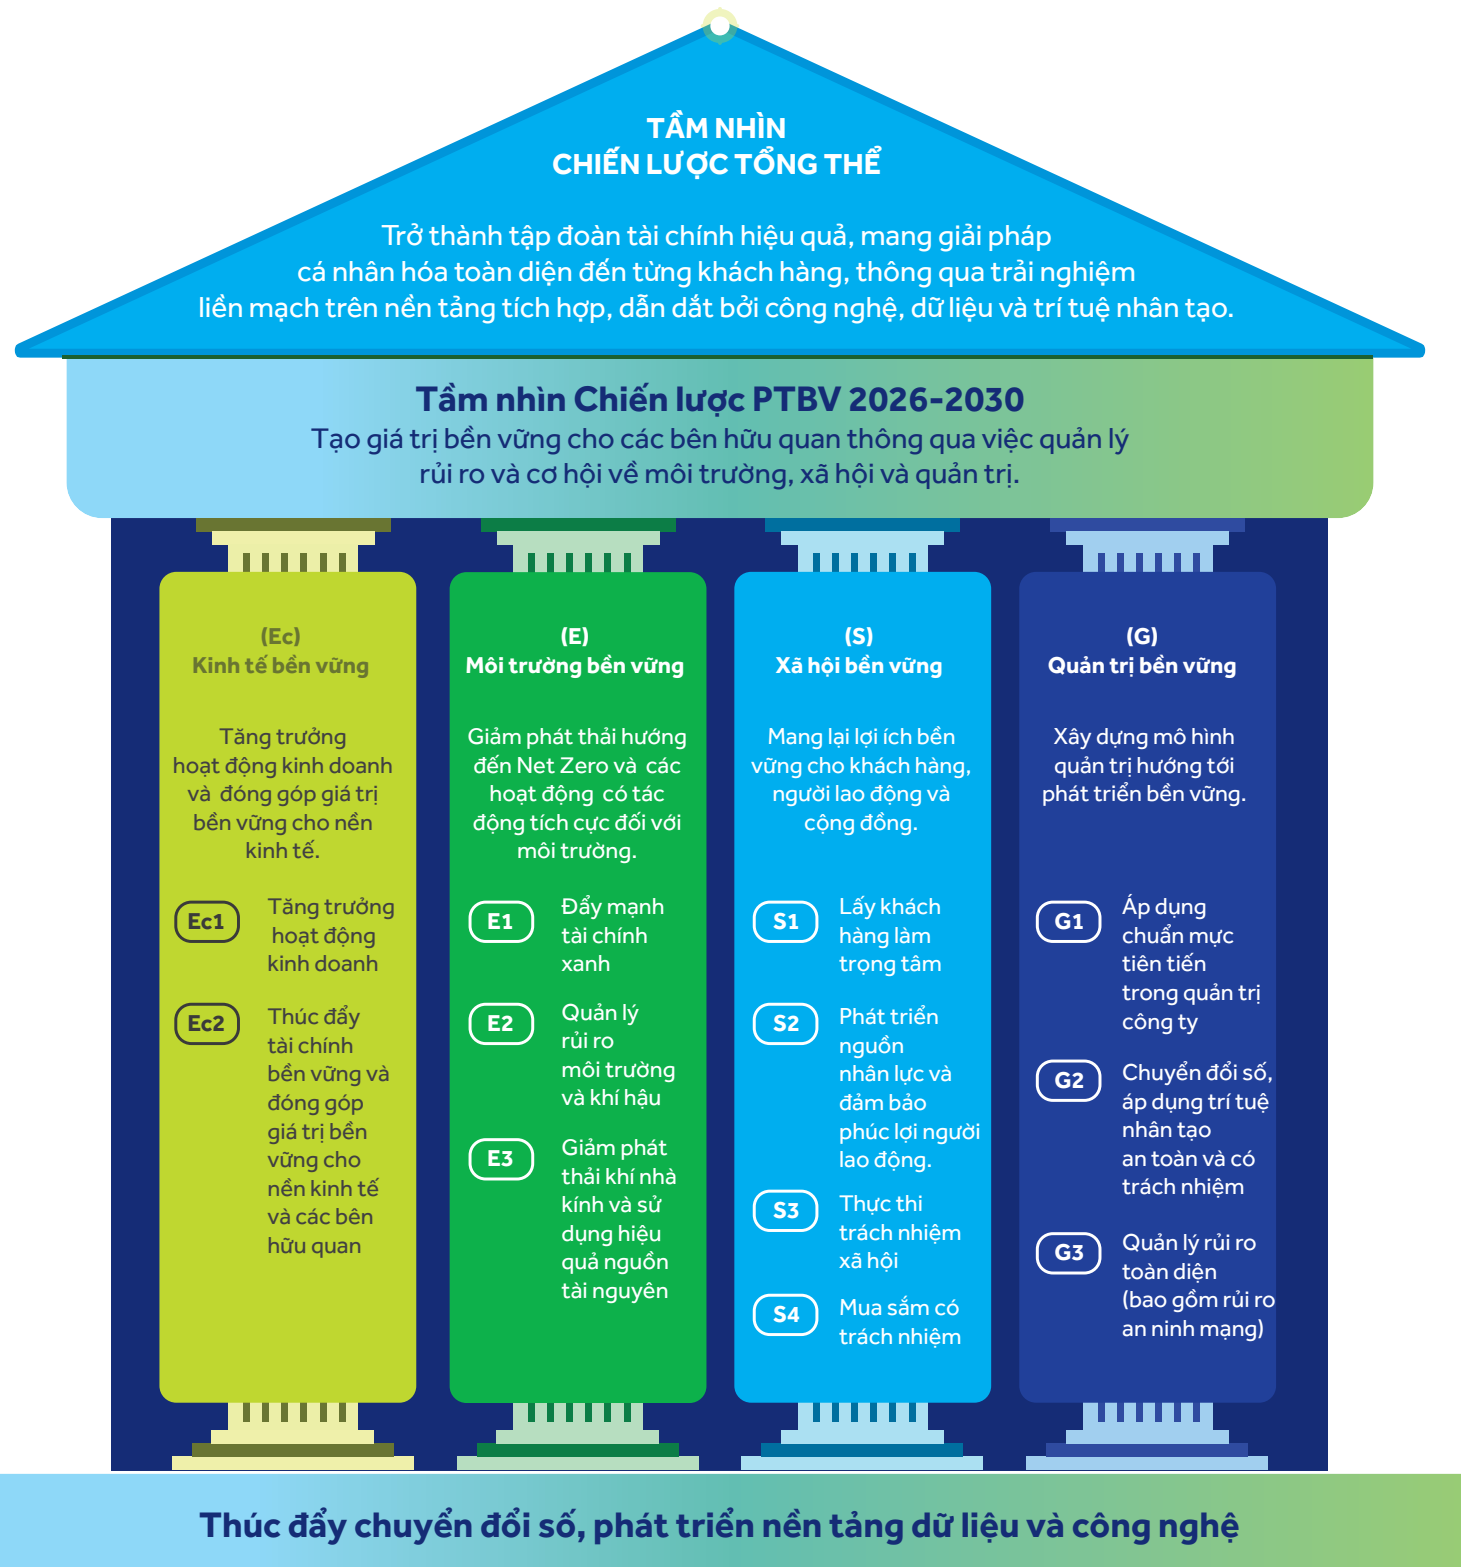 TẦM NHÌN
CHIẾN LƯỢC TỔNG THỂ
Trở thành tập đoàn tài chính hiệu quả, mang giải pháp
cá nhân hóa toàn diện đến từng khách hàng, thông qua trải nghiệm
liền mạch trên nền tảng tích hợp, dẫn dắt bởi công nghệ, dữ liệu và trí tuệ nhân tạo.
Tầm nhìn Chiến lược PTBV 2026-2030
Tạo giá trị bền vững cho các bên hữu quan thông qua việc quản lý
rủi ro và cơ hội về môi trường, xã hội và quản trị.
(Ec)
Kinh tế bền vững
Tăng trưởng
hoạt động kinh doanh
và đóng góp giá trị
bền vững cho nền
kinh tế.
Ec1
Tăng trưởng
hoạt động
kinh doanh
Ec2
Thúc đẩy
tài chính
bền vững và
đóng góp
giá trị bền
vững cho
nền kinh tế
và các bên
hữu quan
(E)
Môi trường bền vững
Giảm phát thải hướng
đến Net Zero và các
hoạt động có tác
động tích cực đối với
môi trường.
E1
Đẩy mạnh
tài chính
xanh
E2
Quản lý
rủi ro
môi trường
và khí hậu
E3
Giảm phát
thải khí nhà
kính và sử
dụng hiệu
quả nguồn
tài nguyên
(S)
Xã hội bền vững
Mang lại lợi ích bền
vững cho khách hàng,
người lao động và
cộng đồng.
S1
Lấy khách
hàng làm
trọng tâm
S2
Phát triển
nguồn
nhân lực và
đảm bảo
phúc lợi người
lao động.
S3
Thực thi
trách nhiệm
xã hội
S4
Mua sắm có
trách nhiệm
(G)
Quản trị bền vững
Xây dựng mô hình
quản trị hướng tới
phát triển bền vững.
G1
Áp dụng
chuẩn mực
tiên tiến
trong quản trị
công ty
G2
Chuyển đổi số,
áp dụng trí tuệ
nhân tạo
an toàn và có
trách nhiệm
G3
Quản lý rủi ro
toàn diện
(bao gồm rủi ro
an ninh mạng)
Thúc đẩy chuyển đổi số, phát triển nền tảng dữ liệu và công nghệ